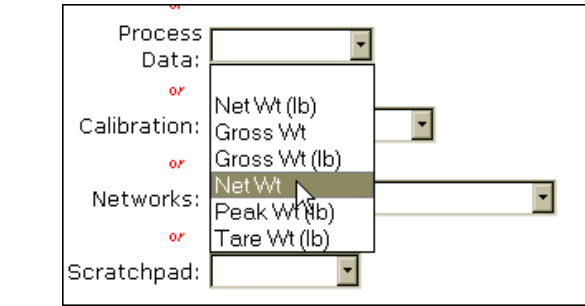 or
Process
Data:
or
Net Wt (lb)
Gross Wt
Calibration:
Gross Wt (lb)
or
Net Wt
Networks:
Peak Wt (lb)
or
Tare Wt (lb)
Scratchpad: